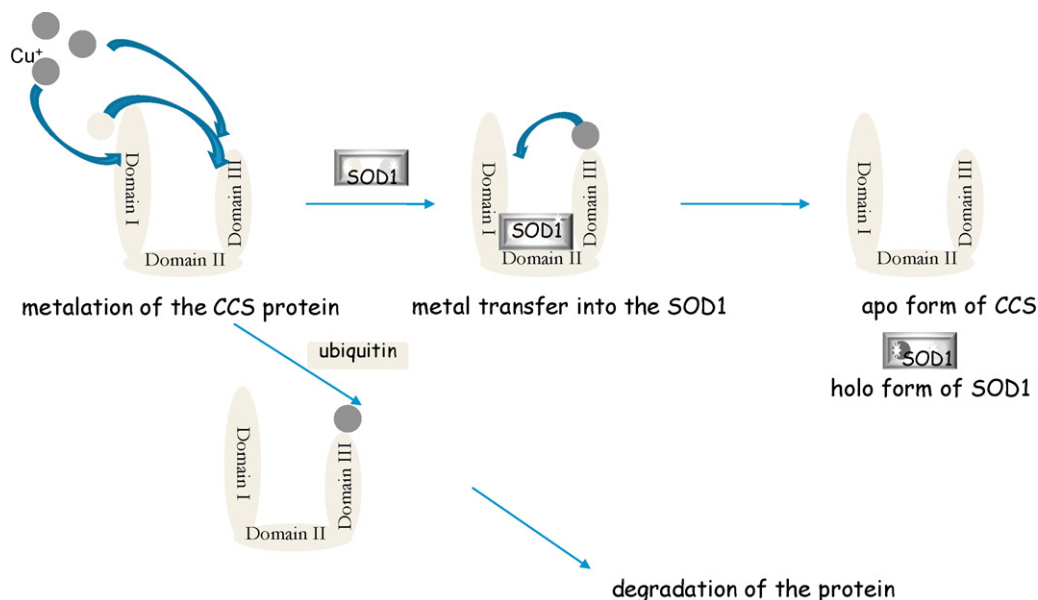 Cu⁺
Domain I
Domain II
Domain III
SOD1
Domain I
SOD1
Domain II
Domain III
Domain I
Domain II
Domain III
metalation of the CCS protein
metal transfer into the SOD1
apo form of CCS
SOD1
holo form of SOD1
ubiquitin
Domain I
Domain II
Domain III
degradation of the protein